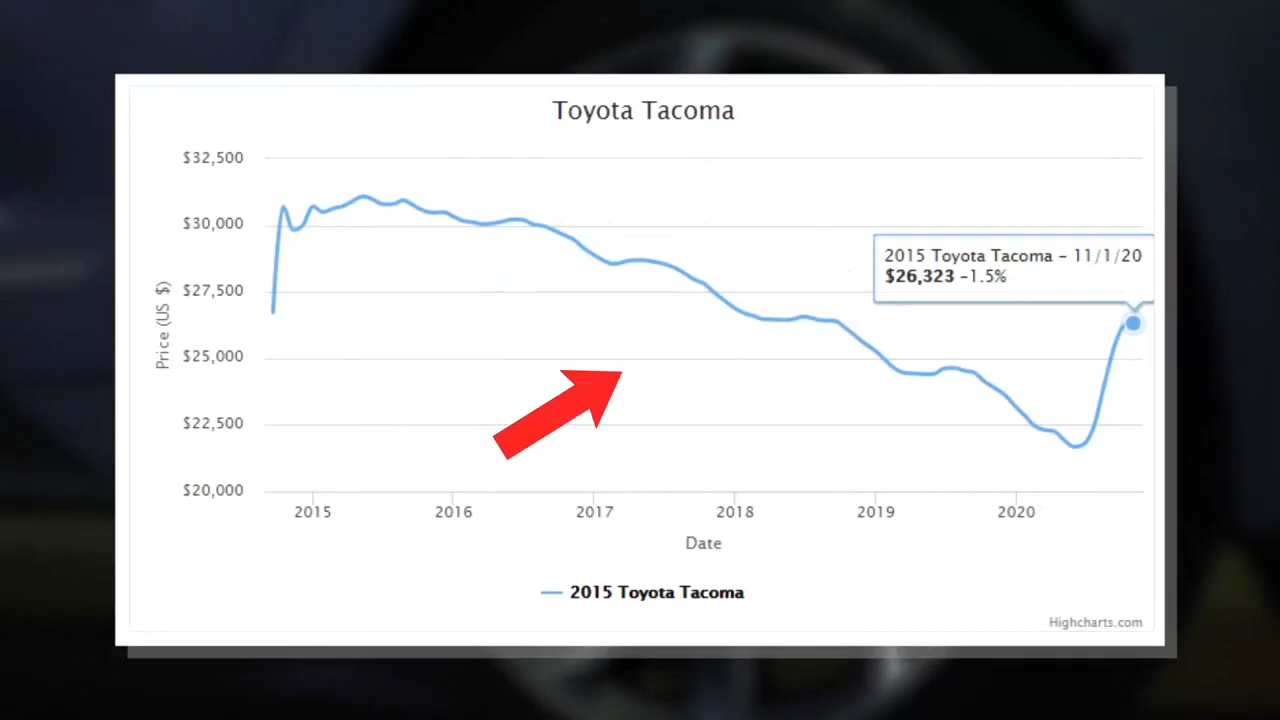 Toyota Tacoma
$32,500
$30,000
$27,500
$25,000
$22,500
$20,000
Price (US $)
2015 Toyota Tacoma - 11/1/20
$26,323 -1.5%
2015 2016 2017 2018 2019 2020
Date
2015 Toyota Tacoma
Highcharts.com